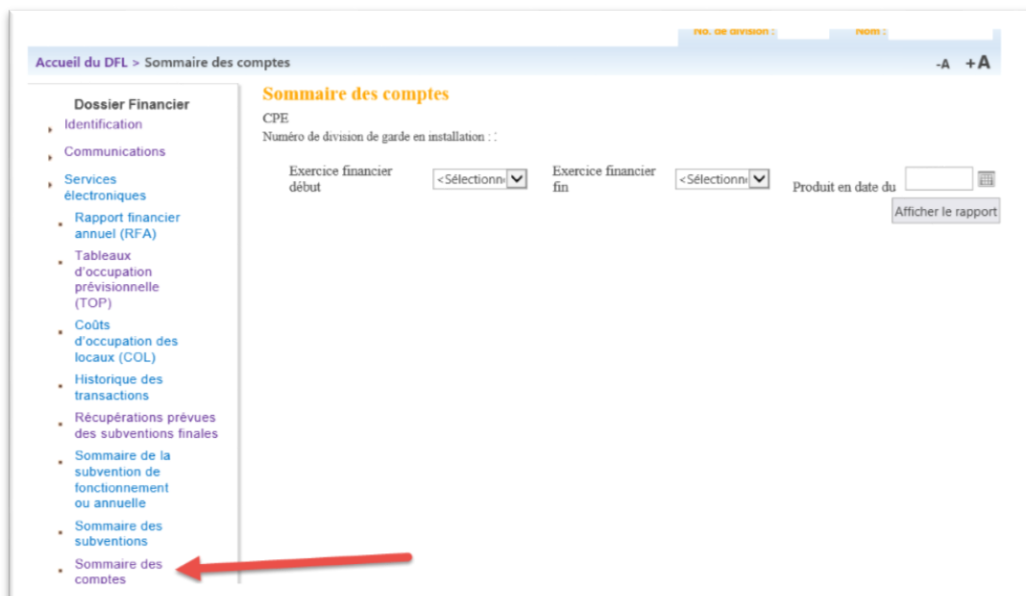 No. de division :
Nom :
Accueil du DFL > Sommaire des comptes
-A +A
Dossier Financier
Identification
Communications
Services
électroniques
Rapport financier
annuel (RFA)
Tableaux
d'occupation
prévisionnelle
(TOP)
Coûts
d'occupation des
locaux (COL)
Historique des
transactions
Récupérations prévues
des subventions finales
Sommaire de la
subvention de
fonctionnement
ou annuelle
Sommaire des
subventions
Sommaire des
comptes
Sommaire des comptes
CPE
Numéro de division de garde en installation : :
Exercice financier
début
<Sélectionn
Exercice financier
fin
<Sélectionn
Produit en date du
Afficher le rapport